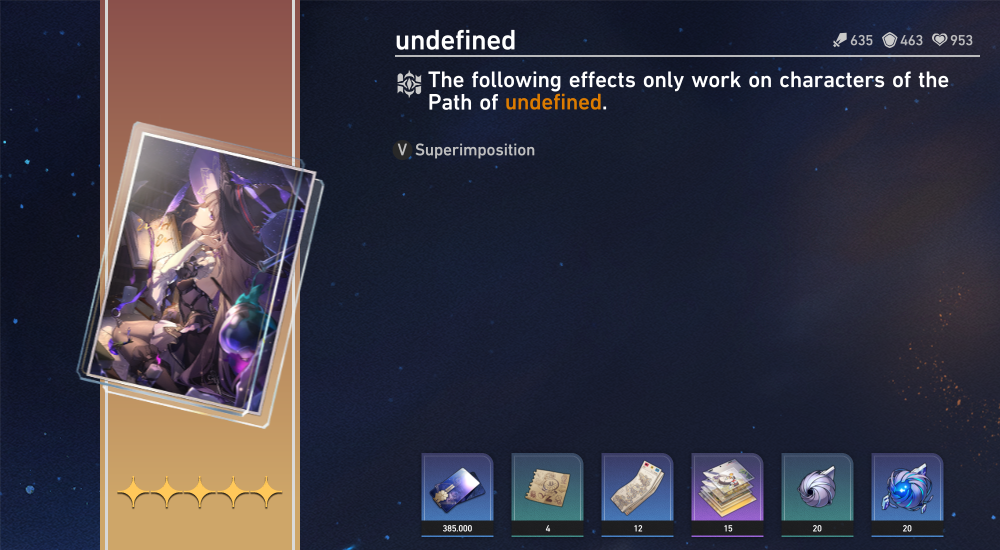 undefined
635 463 953
The following effects only work on characters of the
Path of undefined.
V Superimposition
385.000 4 12 15 20 20